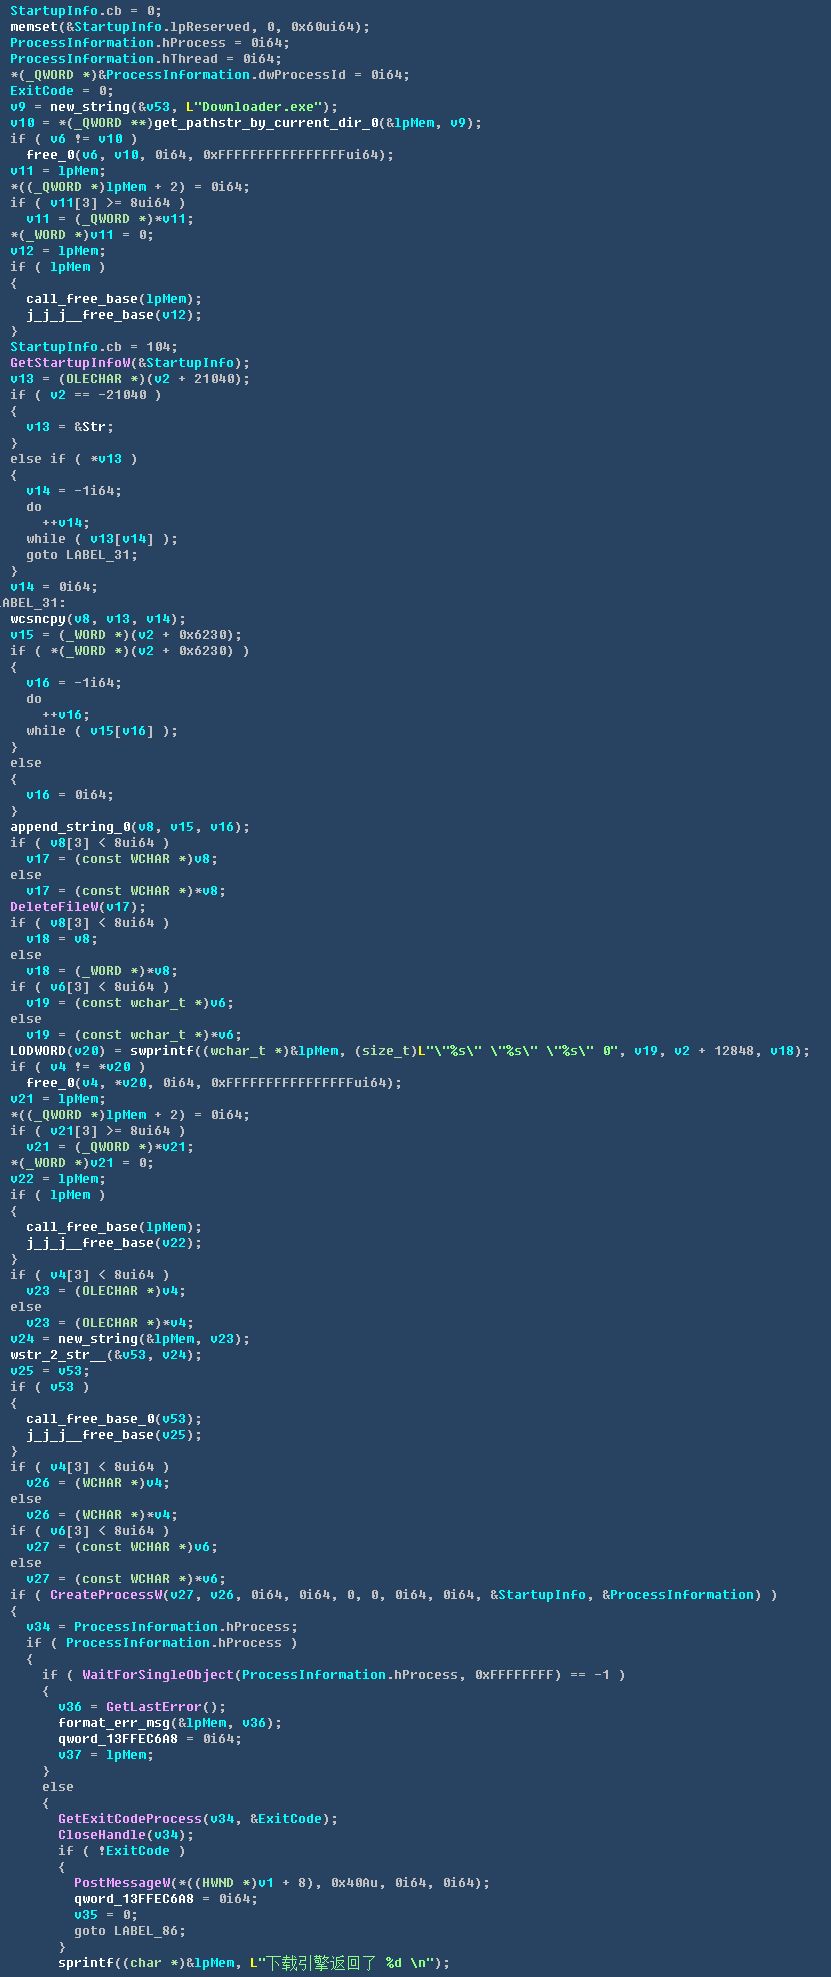 StartupInfo.cb = 0;
memset(&StartupInfo.lpReserved, 0, 0x60ui64);
ProcessInformation.hProcess = 0i64;
ProcessInformation.hThread = 0i64;
*(_QWORD *)&ProcessInformation.dwProcessId = 0i64;
ExitCode = 0;
v9 = new_string(&v53, L"Downloader.exe");
v10 = *(_QWORD **)get_pathstr_by_current_dir_0(&lpMem, v9);
if ( v6 != v10 )
free_0(v6, v10, 0i64, 0xFFFFFFFFFFFFFFFFui64);
v11 = lpMem;
*((_QWORD *)lpMem + 2) = 0i64;
if ( v11[3] >= 8ui64 )
v11 = (_QWORD *)*v11;
*(_WORD *)v11 = 0;
v12 = lpMem;
if ( lpMem )
{
call_free_base(lpMem);
j_j_j__free_base(v12);
}
StartupInfo.cb = 104;
GetStartupInfoW(&StartupInfo);
v13 = (OLECHAR *)(v2 + 21040);
if ( v2 == -21040 )
{
v13 = &Str;
}
else if ( *v13 )
{
v14 = -1i64;
do
++v14;
while ( v13[v14] );
goto LABEL_31;
}
v14 = 0i64;
LABEL_31:
wcsncpy(v8, v13, v14);
v15 = (_WORD *)(v2 + 0x6230);
if ( *(_WORD *)(v2 + 0x6230) )
{
v16 = -1i64;
do
++v16;
while ( v15[v16] );
}
else
{
v16 = 0i64;
}
append_string_0(v8, v15, v16);
if ( v8[3] < 8ui64 )
v17 = (const WCHAR *)v8;
else
v17 = (const WCHAR *)*v8;
DeleteFileW(v17);
if ( v8[3] < 8ui64 )
v18 = v8;
else
v18 = (_WORD *)*v8;
if ( v6[3] < 8ui64 )
v19 = (const wchar_t *)v6;
else
v19 = (const wchar_t *)*v6;
LODWORD(v20) = swprintf((wchar_t *)&lpMem, (size_t)L"\"%s\" \"%s\" \"%s\" 0", v19, v2 + 12848, v18);
if ( v4 != *v20 )
free_0(v4, *v20, 0i64, 0xFFFFFFFFFFFFFFFFui64);
v21 = lpMem;
*((_QWORD *)lpMem + 2) = 0i64;
if ( v21[3] >= 8ui64 )
v21 = (_QWORD *)*v21;
*(_WORD *)v21 = 0;
v22 = lpMem;
if ( lpMem )
{
call_free_base(lpMem);
j_j_j__free_base(v22);
}
if ( v4[3] < 8ui64 )
v23 = (OLECHAR *)v4;
else
v23 = (OLECHAR *)*v4;
v24 = new_string(&lpMem, v23);
wstr_2_str__(&v53, v24);
v25 = v53;
if ( v53 )
{
call_free_base_0(v53);
j_j_j__free_base(v25);
}
if ( v4[3] < 8ui64 )
v26 = (WCHAR *)v4;
else
v26 = (WCHAR *)*v4;
if ( v6[3] < 8ui64 )
v27 = (const WCHAR *)v6;
else
v27 = (const WCHAR *)*v6;
if ( CreateProcessW(v27, v26, 0i64, 0i64, 0, 0, 0i64, 0i64, &StartupInfo, &ProcessInformation) )
{
v34 = ProcessInformation.hProcess;
if ( ProcessInformation.hProcess )
{
if ( WaitForSingleObject(ProcessInformation.hProcess, 0xFFFFFFFF) == -1 )
{
v36 = GetLastError();
format_err_msg(&lpMem, v36);
qword_13FFEC6A8 = 0i64;
v37 = lpMem;
}
else
{
GetExitCodeProcess(v34, &ExitCode);
CloseHandle(v34);
if ( !ExitCode )
{
PostMessageW(*((HWND *)v1 + 8), 0x40Au, 0i64, 0i64);
qword_13FFEC6A8 = 0i64;
v35 = 0;
goto LABEL_86;
}
sprintf((char *)&lpMem, L"下载引擎返回了 %d \n");